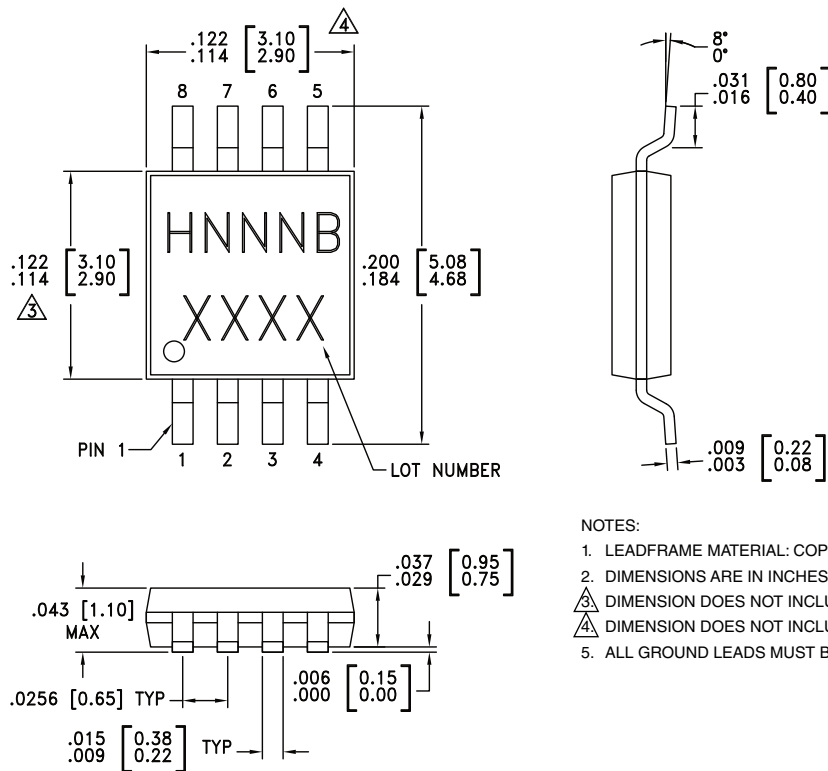 .122 [3.10]
.114 [2.90]
4
8 7 6 5
HNNNB
XXXX
.122 [3.10]
.114 [2.90]
3
.200 [5.08]
.184 [4.68]
PIN 1
1 2 3 4
LOT NUMBER
8°
0°
.031 [0.80]
.016 [0.40]
.009 [0.22]
.003 [0.08]
.043 [1.10]
MAX
.037 [0.95]
.029 [0.75]
.0256 [0.65] TYP
.006 [0.15]
.000 [0.00]
.015 [0.38]
.009 [0.22]
TYP
NOTES:
1. LEADFRAME MATERIAL: COP
2. DIMENSIONS ARE IN INCHES
3. DIMENSION DOES NOT INCLU
4. DIMENSION DOES NOT INCLU
5. ALL GROUND LEADS MUST B